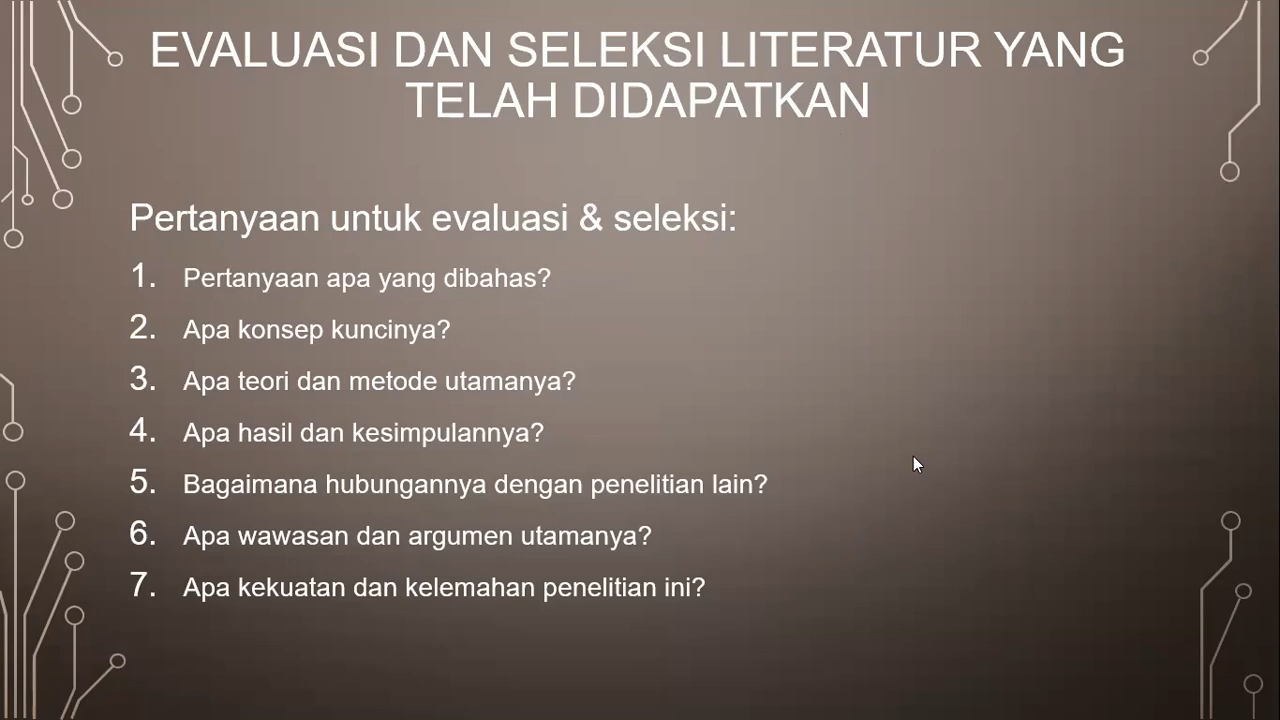 EVALUASI DAN SELEKSI LITERATUR YANG
TELAH DIDAPATKAN
Pertanyaan untuk evaluasi & seleksi:
1. Pertanyaan apa yang dibahas?
2. Apa konsep kuncinya?
3. Apa teori dan metode utamanya?
4. Apa hasil dan kesimpulannya?
5. Bagaimana hubungannya dengan penelitian lain?
6. Apa wawasan dan argumen utamanya?
7. Apa kekuatan dan kelemahan penelitian ini?